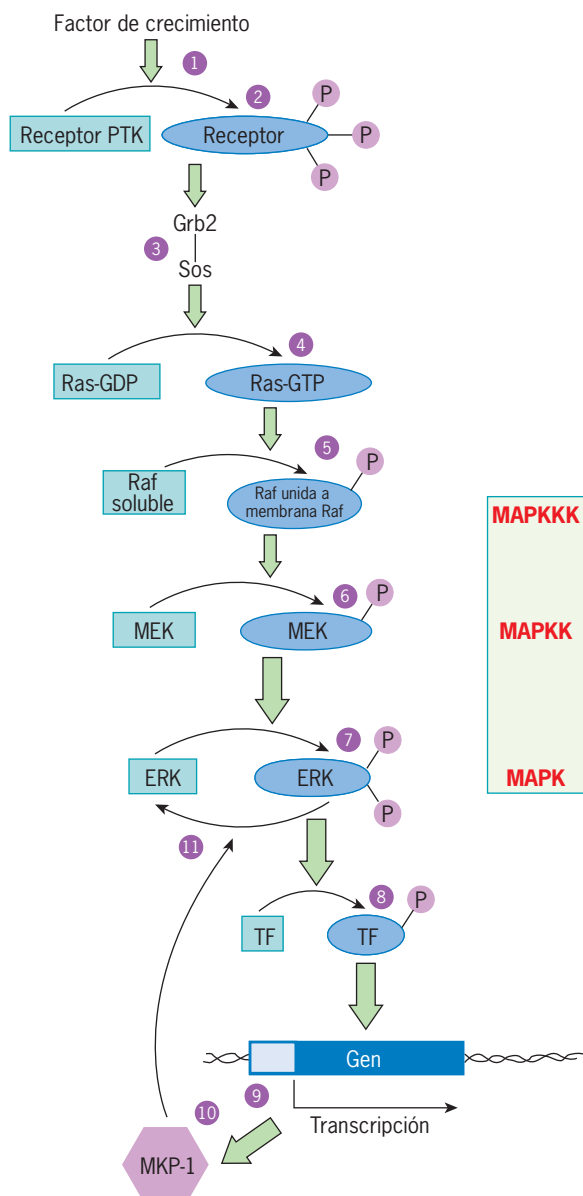 Factor de crecimiento
1
2
P
Receptor PTK
Receptor
P
P
Grb2
3
Sos
4
Ras-GDP
Ras-GTP
5
P
Raf
soluble
Raf unida a
membrana Raf
MAPKKK
6
P
MEK
MEK
MAPKK
7
P
ERK
ERK
MAPK
P
11
8
P
TF
TF
Gen
9
10
Transcripción
MKP-1